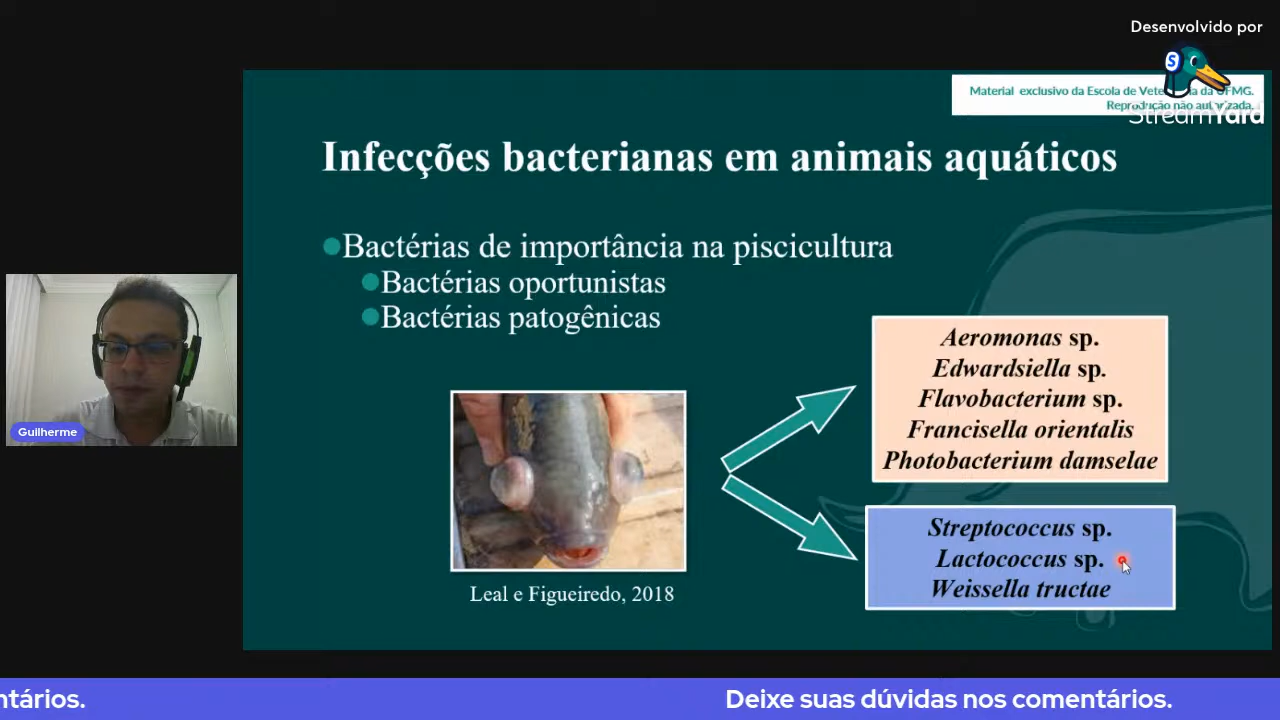 Desenvolvido por
StreamYard
Material exclusivo da Escola de Veterinária da UFMG.
Reprodução não autorizada.
Infecções bacterianas em animais aquáticos
Bactérias de importância na piscicultura
Bactérias oportunistas
Bactérias patogênicas
Aeromonas sp.
Edwardsiella sp.
Flavobacterium sp.
Francisella orientalis
Photobacterium damselae
Streptococcus sp.
Lactococcus sp.
Weissella tructae
Leal e Figueiredo, 2018
Guilherme
ntários.
Deixe suas dúvidas nos comentários.